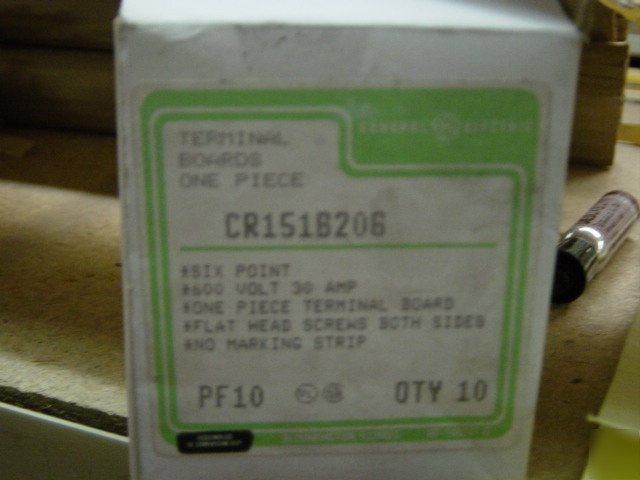 GENERAL ELECTRIC
TERMINAL
BOARDS
ONE PIECE
CR151B206
*SIX POINT
*600 VOLT 30 AMP
*ONE PIECE TERMINAL BOARD
*FLAT HEAD SCREWS BOTH SIDES
*NO MARKING STRIP
PF10 QTY 10